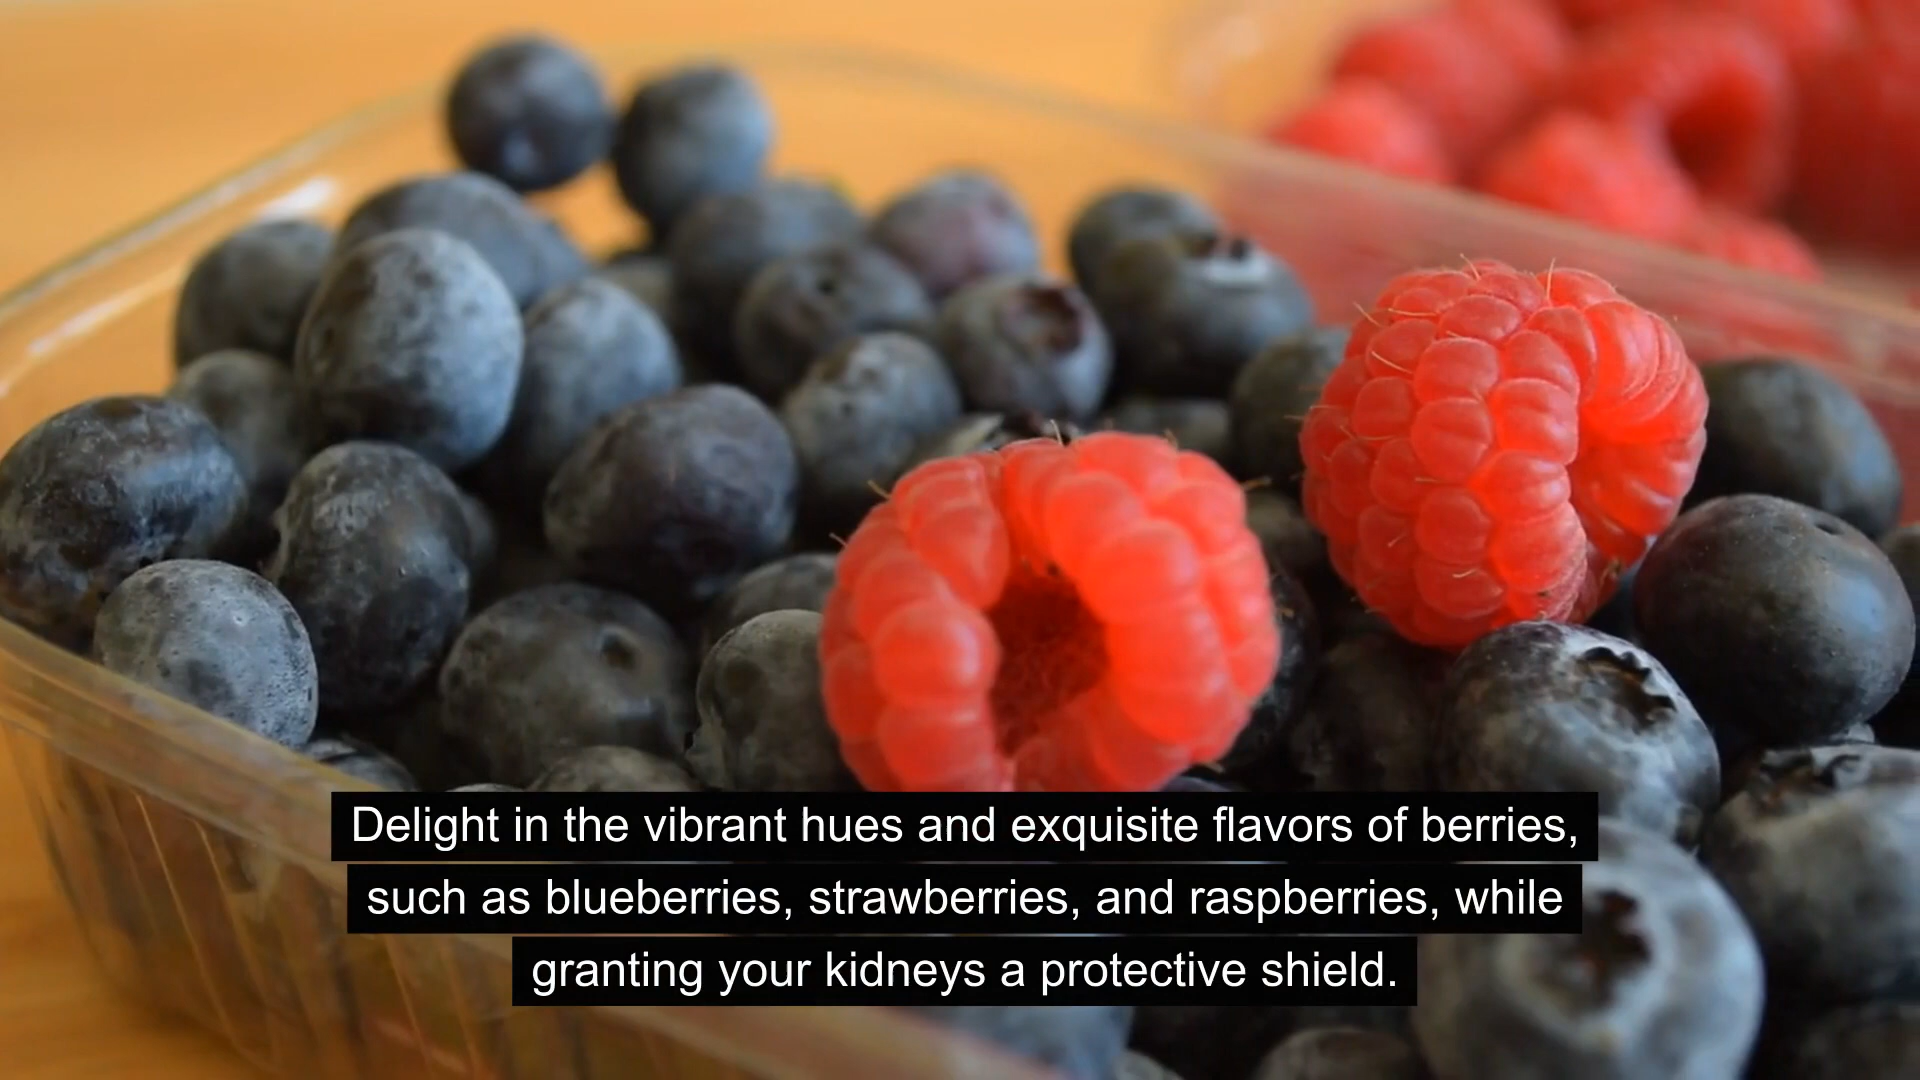 Delight in the vibrant hues and exquisite flavors of berries,
such as blueberries, strawberries, and raspberries, while
granting your kidneys a protective shield.